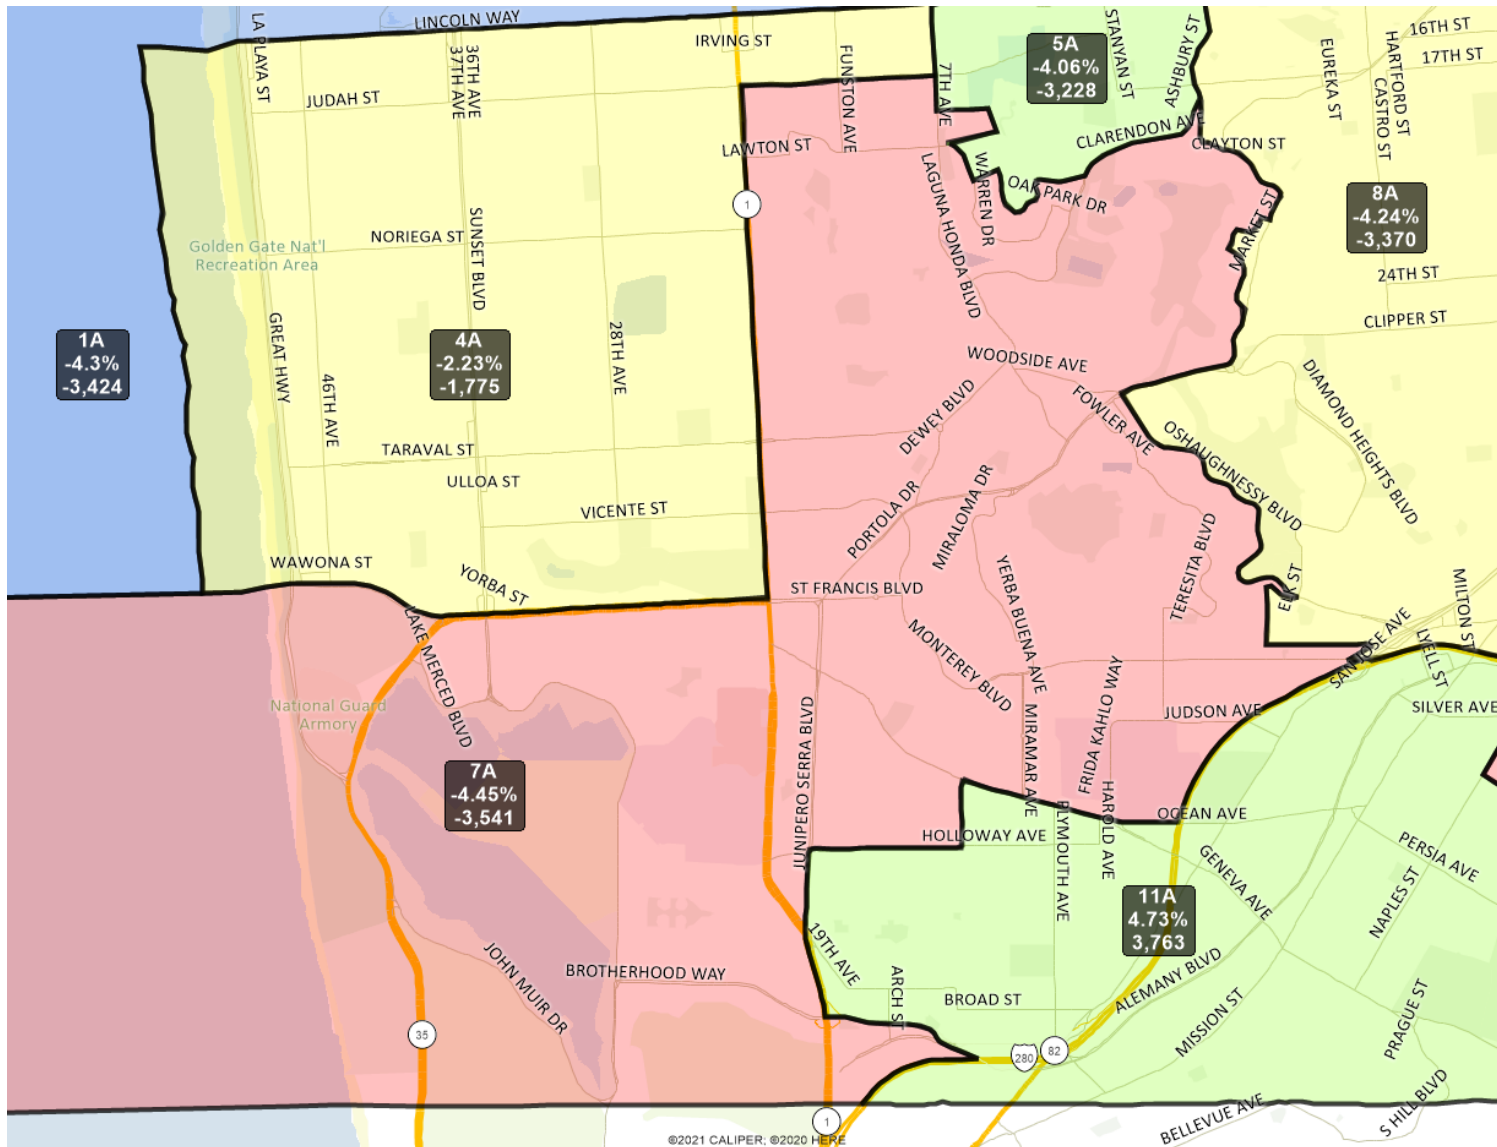 LINCOLN WAY
LA PLAYA ST
36TH AVE
37TH AVE
IRVING ST
FUNSTON AVE
7TH AVE
5A
-4.06%
-3,228
STANYAN ST
ASHBURY ST
EUREKA ST
HARTFORD ST
CASTRO ST
16TH ST
17TH ST
JUDAH ST
LAWTON ST
CLARENDON AVE
CLAYTON ST
WARREN DR
OAK PARK DR
LAGUNA HONDA BLVD
1
MARKET ST
8A
-4.24%
-3,370
24TH ST
CLIPPER ST
NORIEGA ST
SUNSET BLVD
Golden Gate Nat'l
Recreation Area
GREAT HWY
46TH AVE
28TH AVE
1A
-4.3%
-3,424
4A
-2.23%
-1,775
WOODSIDE AVE
DEWEY BLVD
FOWLER AVE
OSHAUGHNESSY BLVD
DIAMOND HEIGHTS BLVD
TARAVAL ST
ULLOA ST
VICENTE ST
PORTOLA DR
MIRALOMA DR
TERESITA BLVD
WAWONA ST
YORBA ST
ST FRANCIS BLVD
YERBA BUENA AVE
ELK ST
MILTON ST
LAKE MERCED BLVD
MONTEREY BLVD
SAN JOSE AVE
LYELL ST
National Guard
Armory
JUNIPERO SERRA BLVD
MIRAMAR AVE
FRIDA KAHLO WAY
JUDSON AVE
SILVER AVE
7A
-4.45%
-3,541
HOLLOWAY AVE
PLYMOUTH AVE
HAROLD AVE
OCEAN AVE
GENEVA AVE
PERSIA AVE
NAPLES ST
11A
4.73%
3,763
19TH AVE
ARCH ST
BROTHERHOOD WAY
JOHN MUIR DR
BROAD ST
ALEMANY BLVD
MISSION ST
PRAGUE ST
35
280
82
1
BELLEVUE AVE
S HILL BLVD
©2021 CALIPER; ©2020 HERE